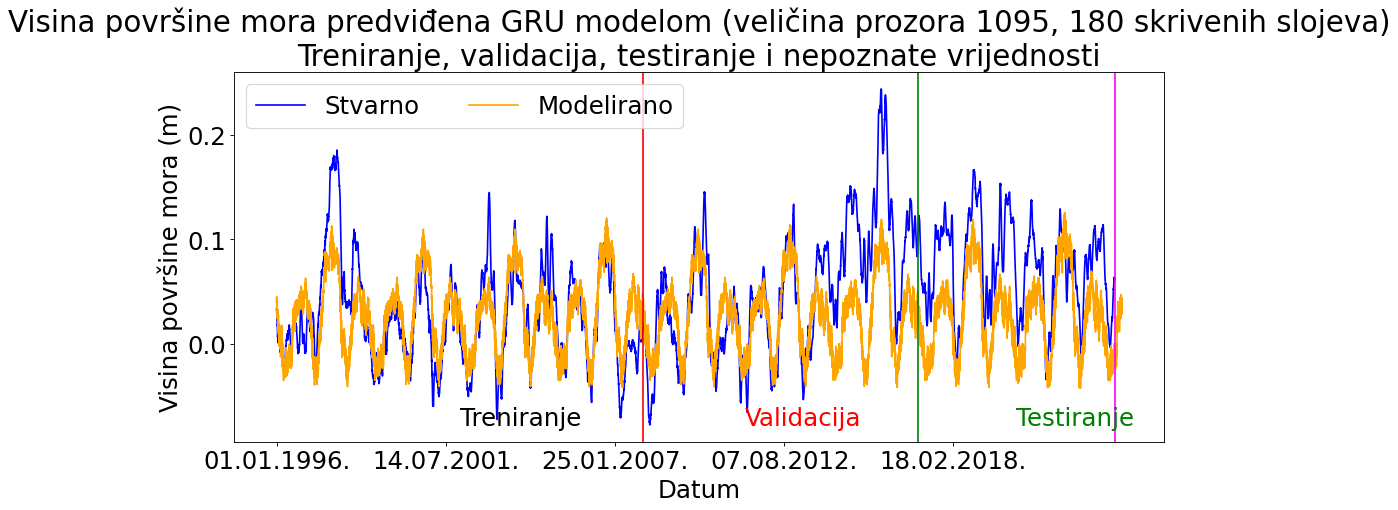 Visina površine mora predviđena GRU modelom (veličina prozora 1095, 180 skrivenih slojeva)
Treniranje, validacija, testiranje i nepoznate vrijednosti
Stvarno
Modelirano
Visina površine mora (m)
0.2
0.1
0.0
Treniranje
Validacija
Testiranje
01.01.1996.
14.07.2001.
25.01.2007.
07.08.2012.
18.02.2018.
Datum